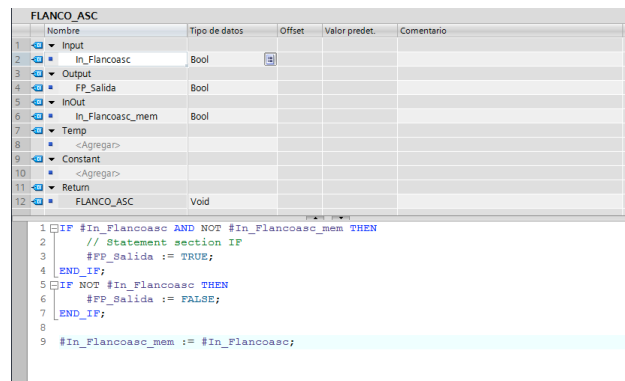 FLANCO_ASC
Nombre Tipo de datos Offset Valor predet. Comentario
1 Input
2 In_Flancoasc Bool
3 Output
4 FP_Salida Bool
5 InOut
6 In_Flancoasc_mem Bool
7 Temp
8 <Agregar>
9 Constant
10 <Agregar>
11 Return
12 FLANCO_ASC Void
1 IF #In_Flancoasc AND NOT #In_Flancoasc_mem THEN
2 // Statement section IF
3 #FP_Salida := TRUE;
4 END_IF;
5 IF NOT #In_Flancoasc THEN
6 #FP_Salida := FALSE;
7 END_IF;
8
9 #In_Flancoasc_mem := #In_Flancoasc;